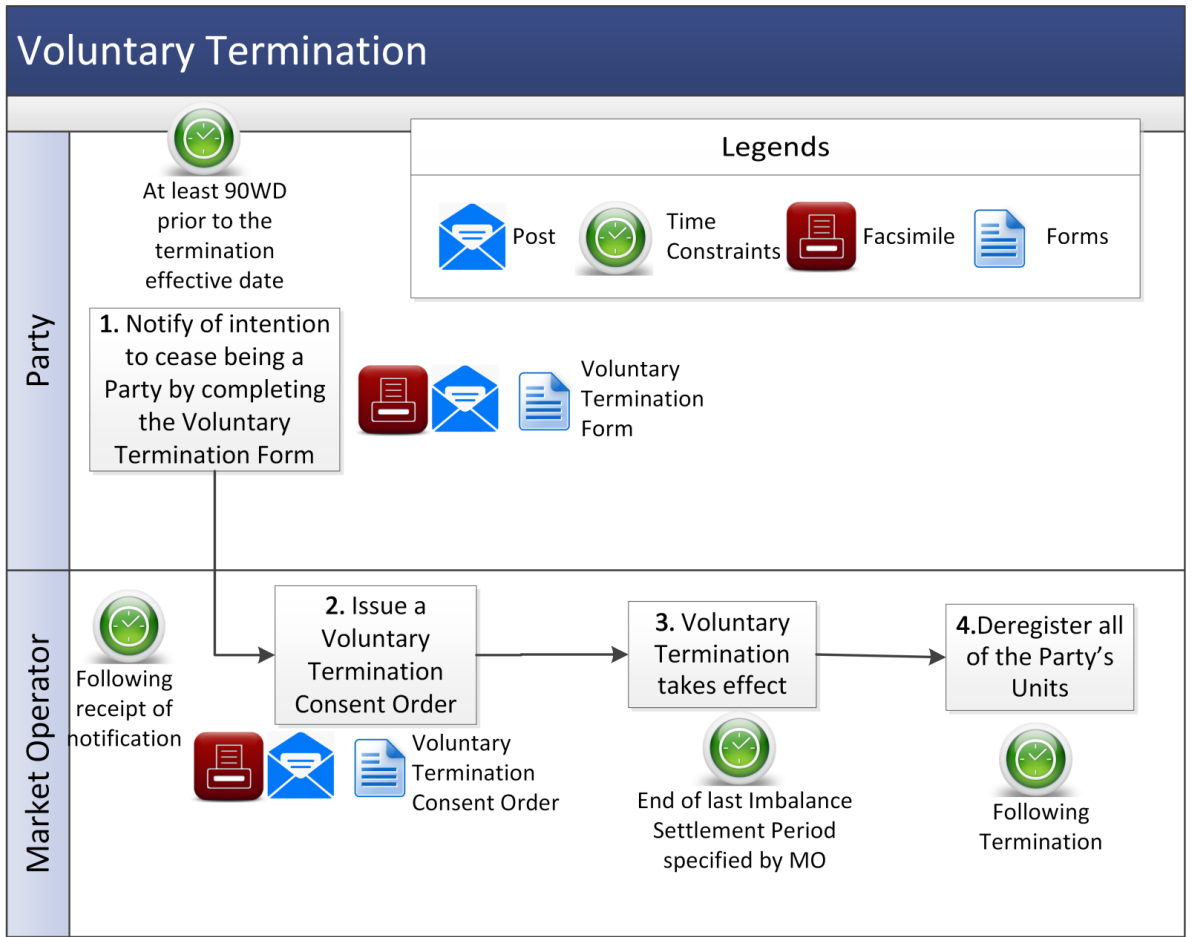 Voluntary Termination
Party
At least 90WD
prior to the
termination
effective date
Legends
Post
Time
Constraints
Facsimile
Forms
1. Notify of intention
to cease being a
Party by completing
the Voluntary
Termination Form
Voluntary
Termination
Form
Market Operator
Following
receipt of
notification
2. Issue a
Voluntary
Termination
Consent Order
Voluntary
Termination
Consent Order
3. Voluntary
Termination
takes effect
End of last Imbalance
Settlement Period
specified by MO
4.Deregister all
of the Party’s
Units
Following
Termination